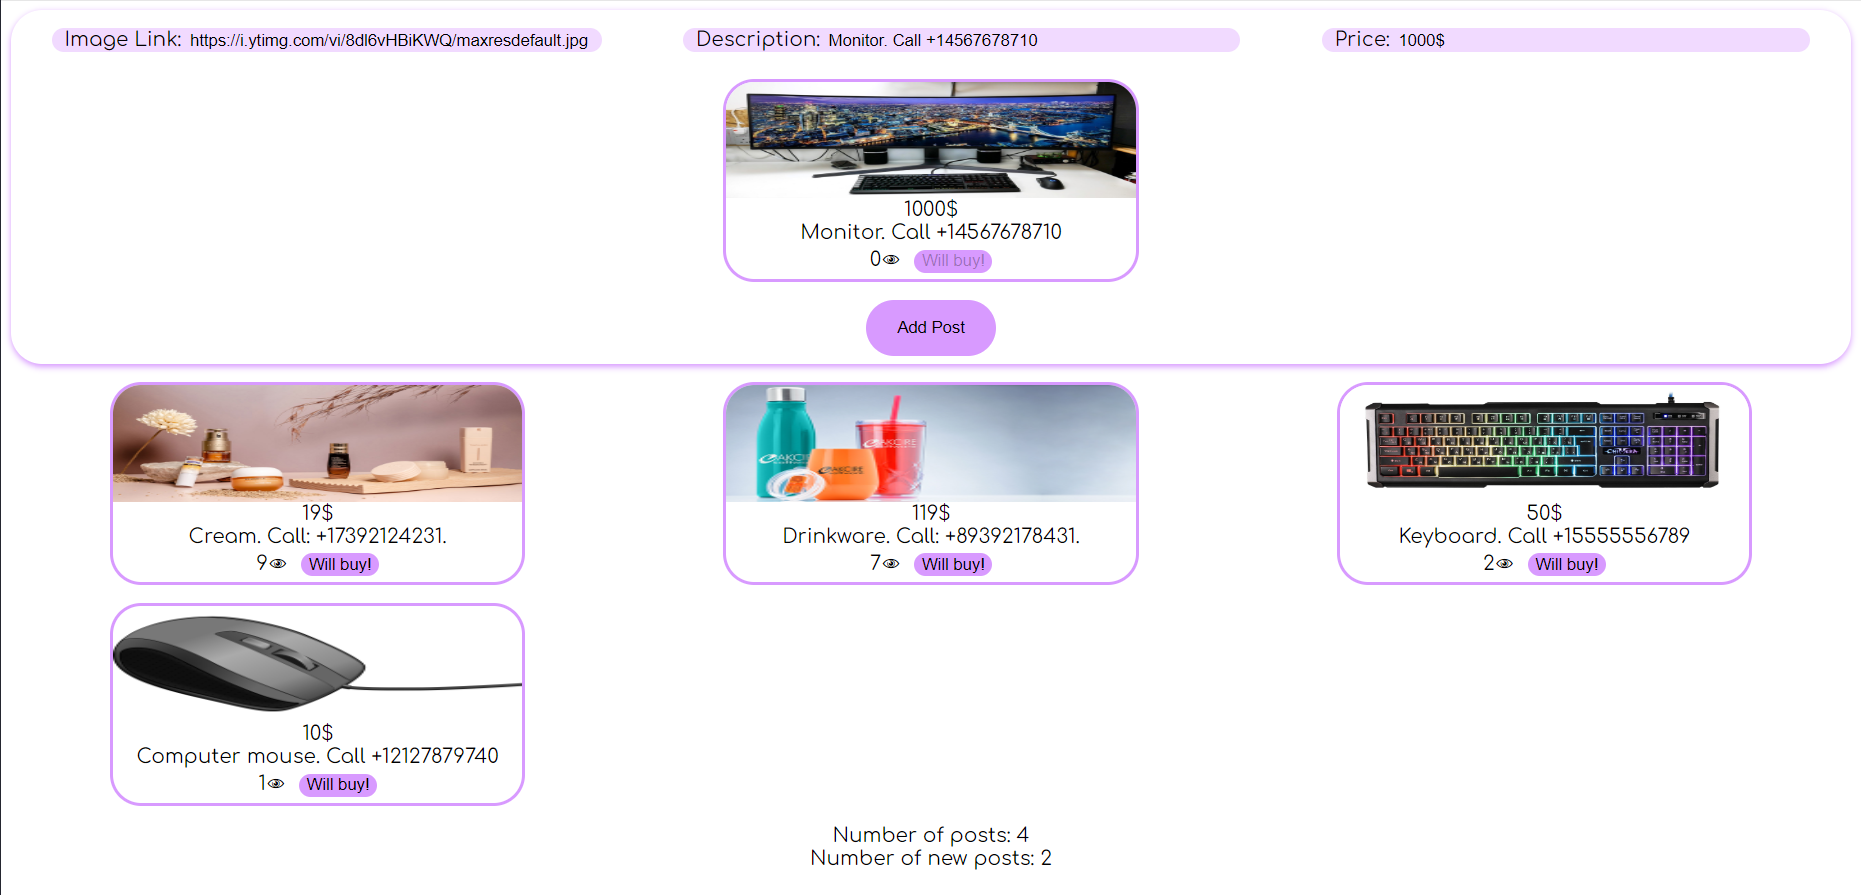 Image Link: https://i.ytimg.com/vi/8dl6vHBiKWQ/maxresdefault.jpg
Description: Monitor. Call +14567678710
Price: 1000$
1000$
Monitor. Call +14567678710
0 Will buy!
Add Post
19$
Cream. Call: +17392124231.
9 Will buy!
119$
Drinkware. Call: +89392178431.
7 Will buy!
50$
Keyboard. Call +15555556789
2 Will buy!
10$
Computer mouse. Call +12127879740
1 Will buy!
Number of posts: 4
Number of new posts: 2